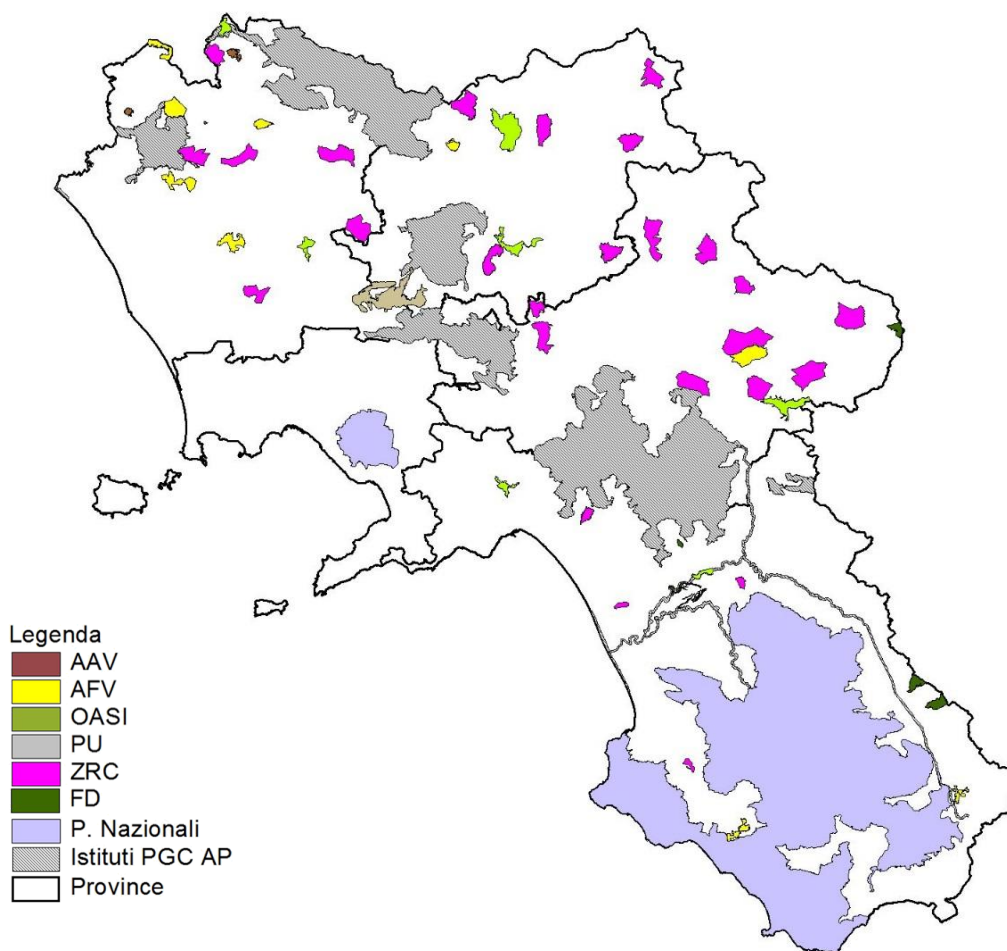 Legenda
AAV
AFV
OASI
PU
ZRC
FD
P. Nazionali
Istituti PGC AP
Province